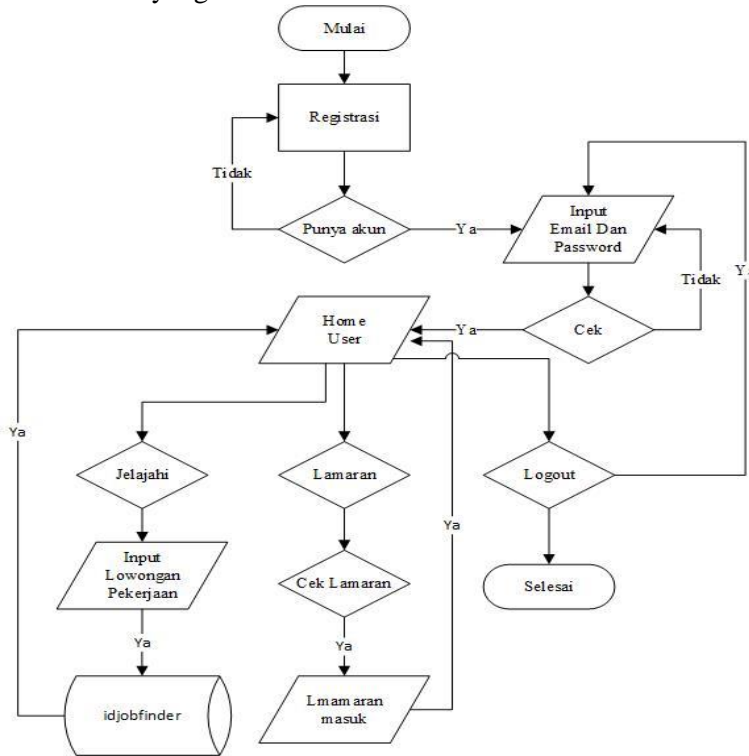 Mulai
Registrasi
Tidak
Punya akun
Ya
Input
Email Dan
Password
Tidak
Cek
Ya
Home
User
Ya
Jelajahi
Lamaran
Logout
Input
Lowongan
Pekerjaan
Cek Lamaran
Ya
Selesai
Ya
Ya
idjobfinder
Lmamaran
masuk